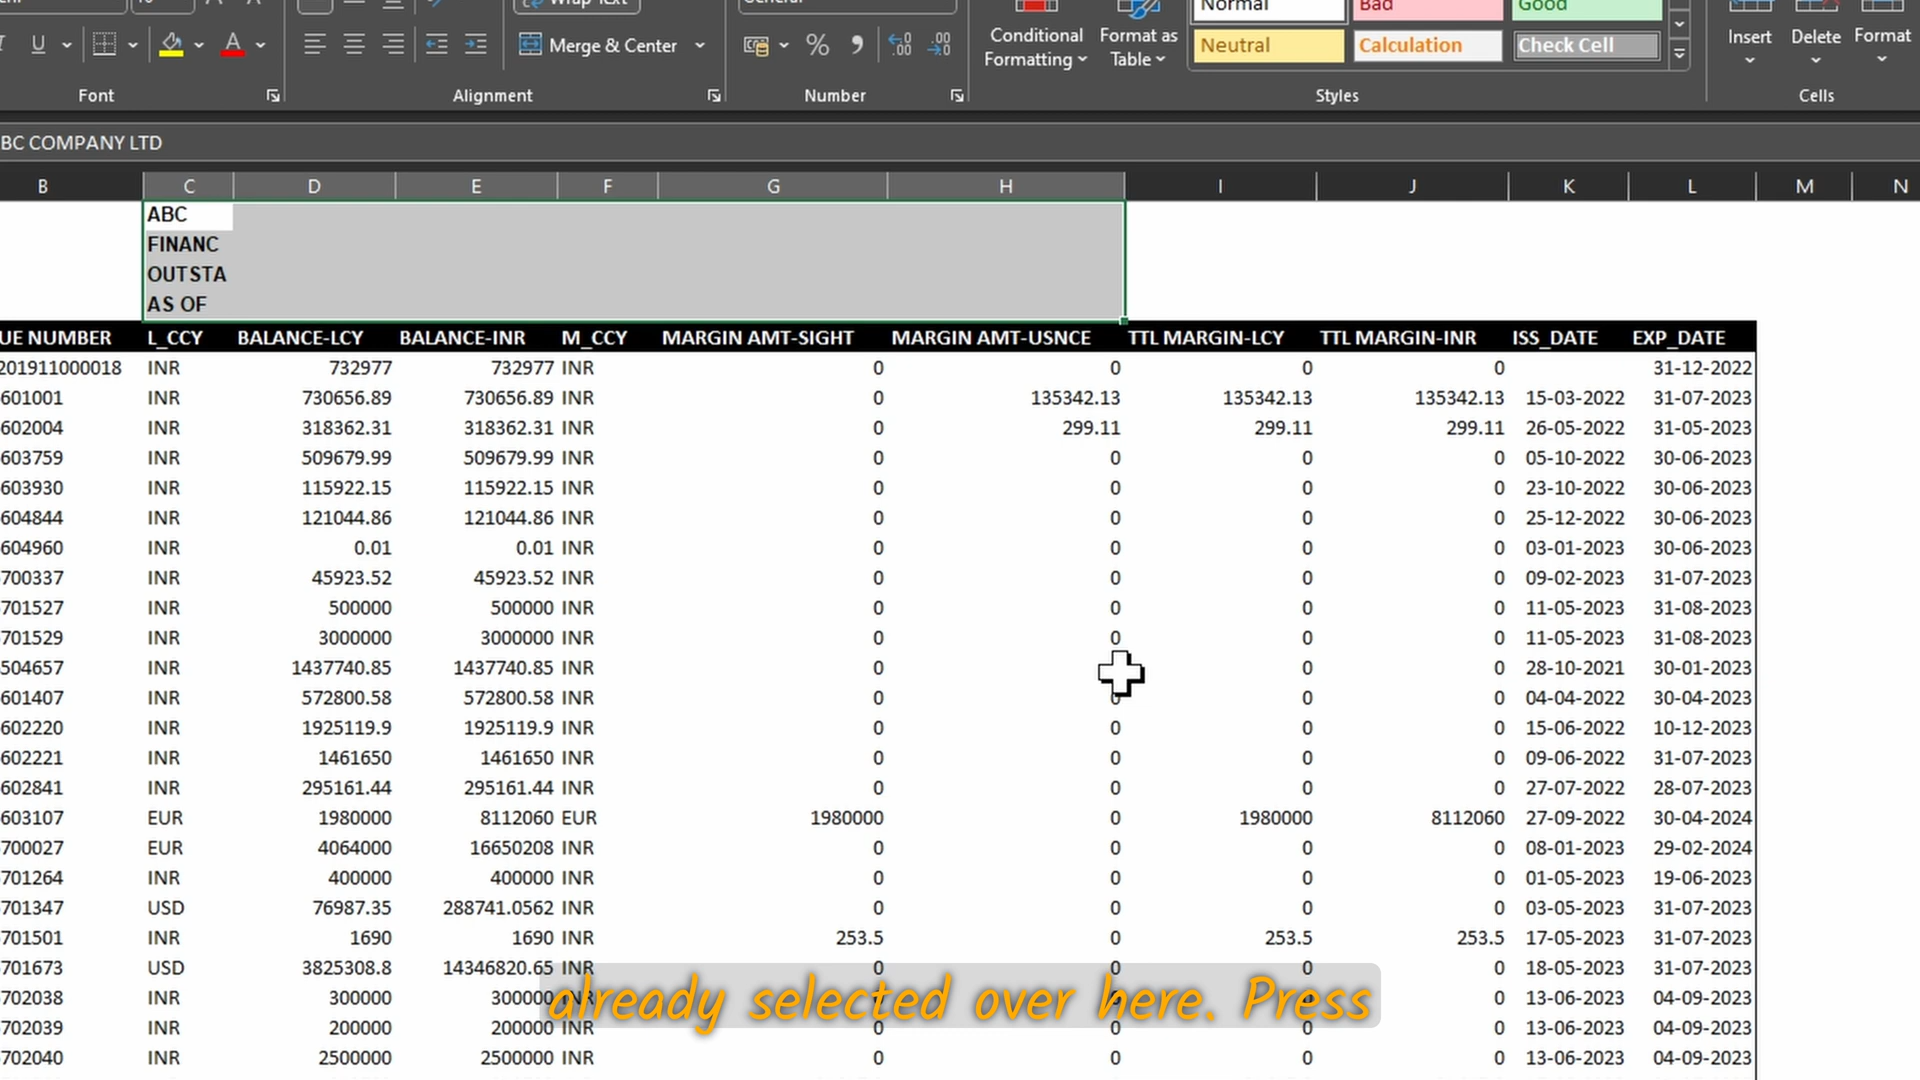 Wrap Text
General
Normal Bad Good
U A Merge & Center % Conditional Formatting Format as Table Neutral Calculation Check Cell Insert Delete Format
Font Alignment Number Styles Cells
BC COMPANY LTD
B C D E F G H I J K L M N
ABC
FINANC
OUTSTA
AS OF
UE NUMBER L_CCY BALANCE-LCY BALANCE-INR M_CCY MARGIN AMT-SIGHT MARGIN AMT-USNCE TTL MARGIN-LCY TTL MARGIN-INR ISS_DATE EXP_DATE
201911000018 INR 732977 732977 INR 0 0 0 0 31-12-2022
601001 INR 730656.89 730656.89 INR 0 135342.13 135342.13 135342.13 15-03-2022 31-07-2023
602004 INR 318362.31 318362.31 INR 0 299.11 299.11 299.11 26-05-2022 31-05-2023
603759 INR 509679.99 509679.99 INR 0 0 0 0 05-10-2022 30-06-2023
603930 INR 115922.15 115922.15 INR 0 0 0 0 23-10-2022 30-06-2023
604844 INR 121044.86 121044.86 INR 0 0 0 0 25-12-2022 30-06-2023
604960 INR 0.01 0.01 INR 0 0 0 0 03-01-2023 30-06-2023
700337 INR 45923.52 45923.52 INR 0 0 0 0 09-02-2023 31-07-2023
701527 INR 500000 500000 INR 0 0 0 0 11-05-2023 31-08-2023
701529 INR 3000000 3000000 INR 0 0 0 0 11-05-2023 31-08-2023
504657 INR 1437740.85 1437740.85 INR 0 0 0 28-10-2021 30-01-2023
601407 INR 572800.58 572800.58 INR 0 0 0 0 04-04-2022 30-04-2023
602220 INR 1925119.9 1925119.9 INR 0 0 0 0 15-06-2022 10-12-2023
602221 INR 1461650 1461650 INR 0 0 0 0 09-06-2022 31-07-2023
602841 INR 295161.44 295161.44 INR 0 0 0 0 27-07-2022 28-07-2023
603107 EUR 1980000 8112060 EUR 1980000 0 1980000 8112060 27-09-2022 30-04-2024
700027 EUR 4064000 16650208 INR 0 0 0 0 08-01-2023 29-02-2024
701264 INR 400000 400000 INR 0 0 0 0 01-05-2023 19-06-2023
701347 USD 76987.35 288741.0562 INR 0 0 0 0 03-05-2023 31-07-2023
701501 INR 1690 1690 INR 253.5 0 253.5 253.5 17-05-2023 31-07-2023
701673 USD 3825308.8 14346820.65 INR 0 0 0 0 18-05-2023 31-07-2023
702038 INR 300000 300000 INR 0 13-06-2023 04-09-2023
already selected over here. Press
702039 INR 200000 200000 INR 0 0 0 0 13-06-2023 04-09-2023
702040 INR 2500000 2500000 INR 0 0 0 0 13-06-2023 04-09-2023